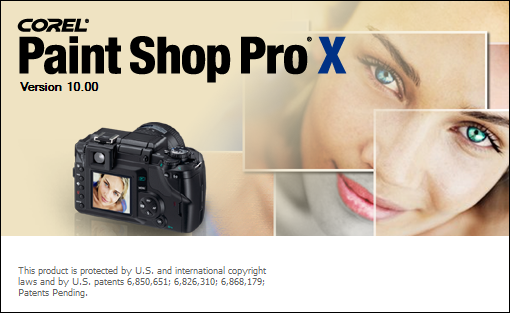 COREL®
Paint Shop Pro® X
Version 10.00
This product is protected by U.S. and international copyright
laws and by U.S. patents 6,850,651; 6,826,310; 6,868,179;
Patents Pending.